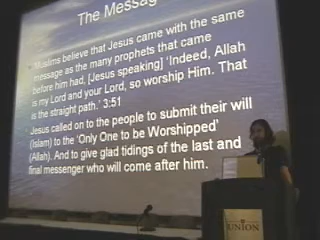 The Messag
“Muslims believe that Jesus came with the same
message as the many prophets that came
before him had. [Jesus speaking] ‘Indeed, Allah
is my Lord and your Lord, so worship Him. That
is the straight path.’ 3:51
Jesus called on to the people to submit their will
(Islam) to the ‘Only One to be Worshipped’
(Allah). And to give glad tidings of the last and
final messenger who will come after him.
UNION